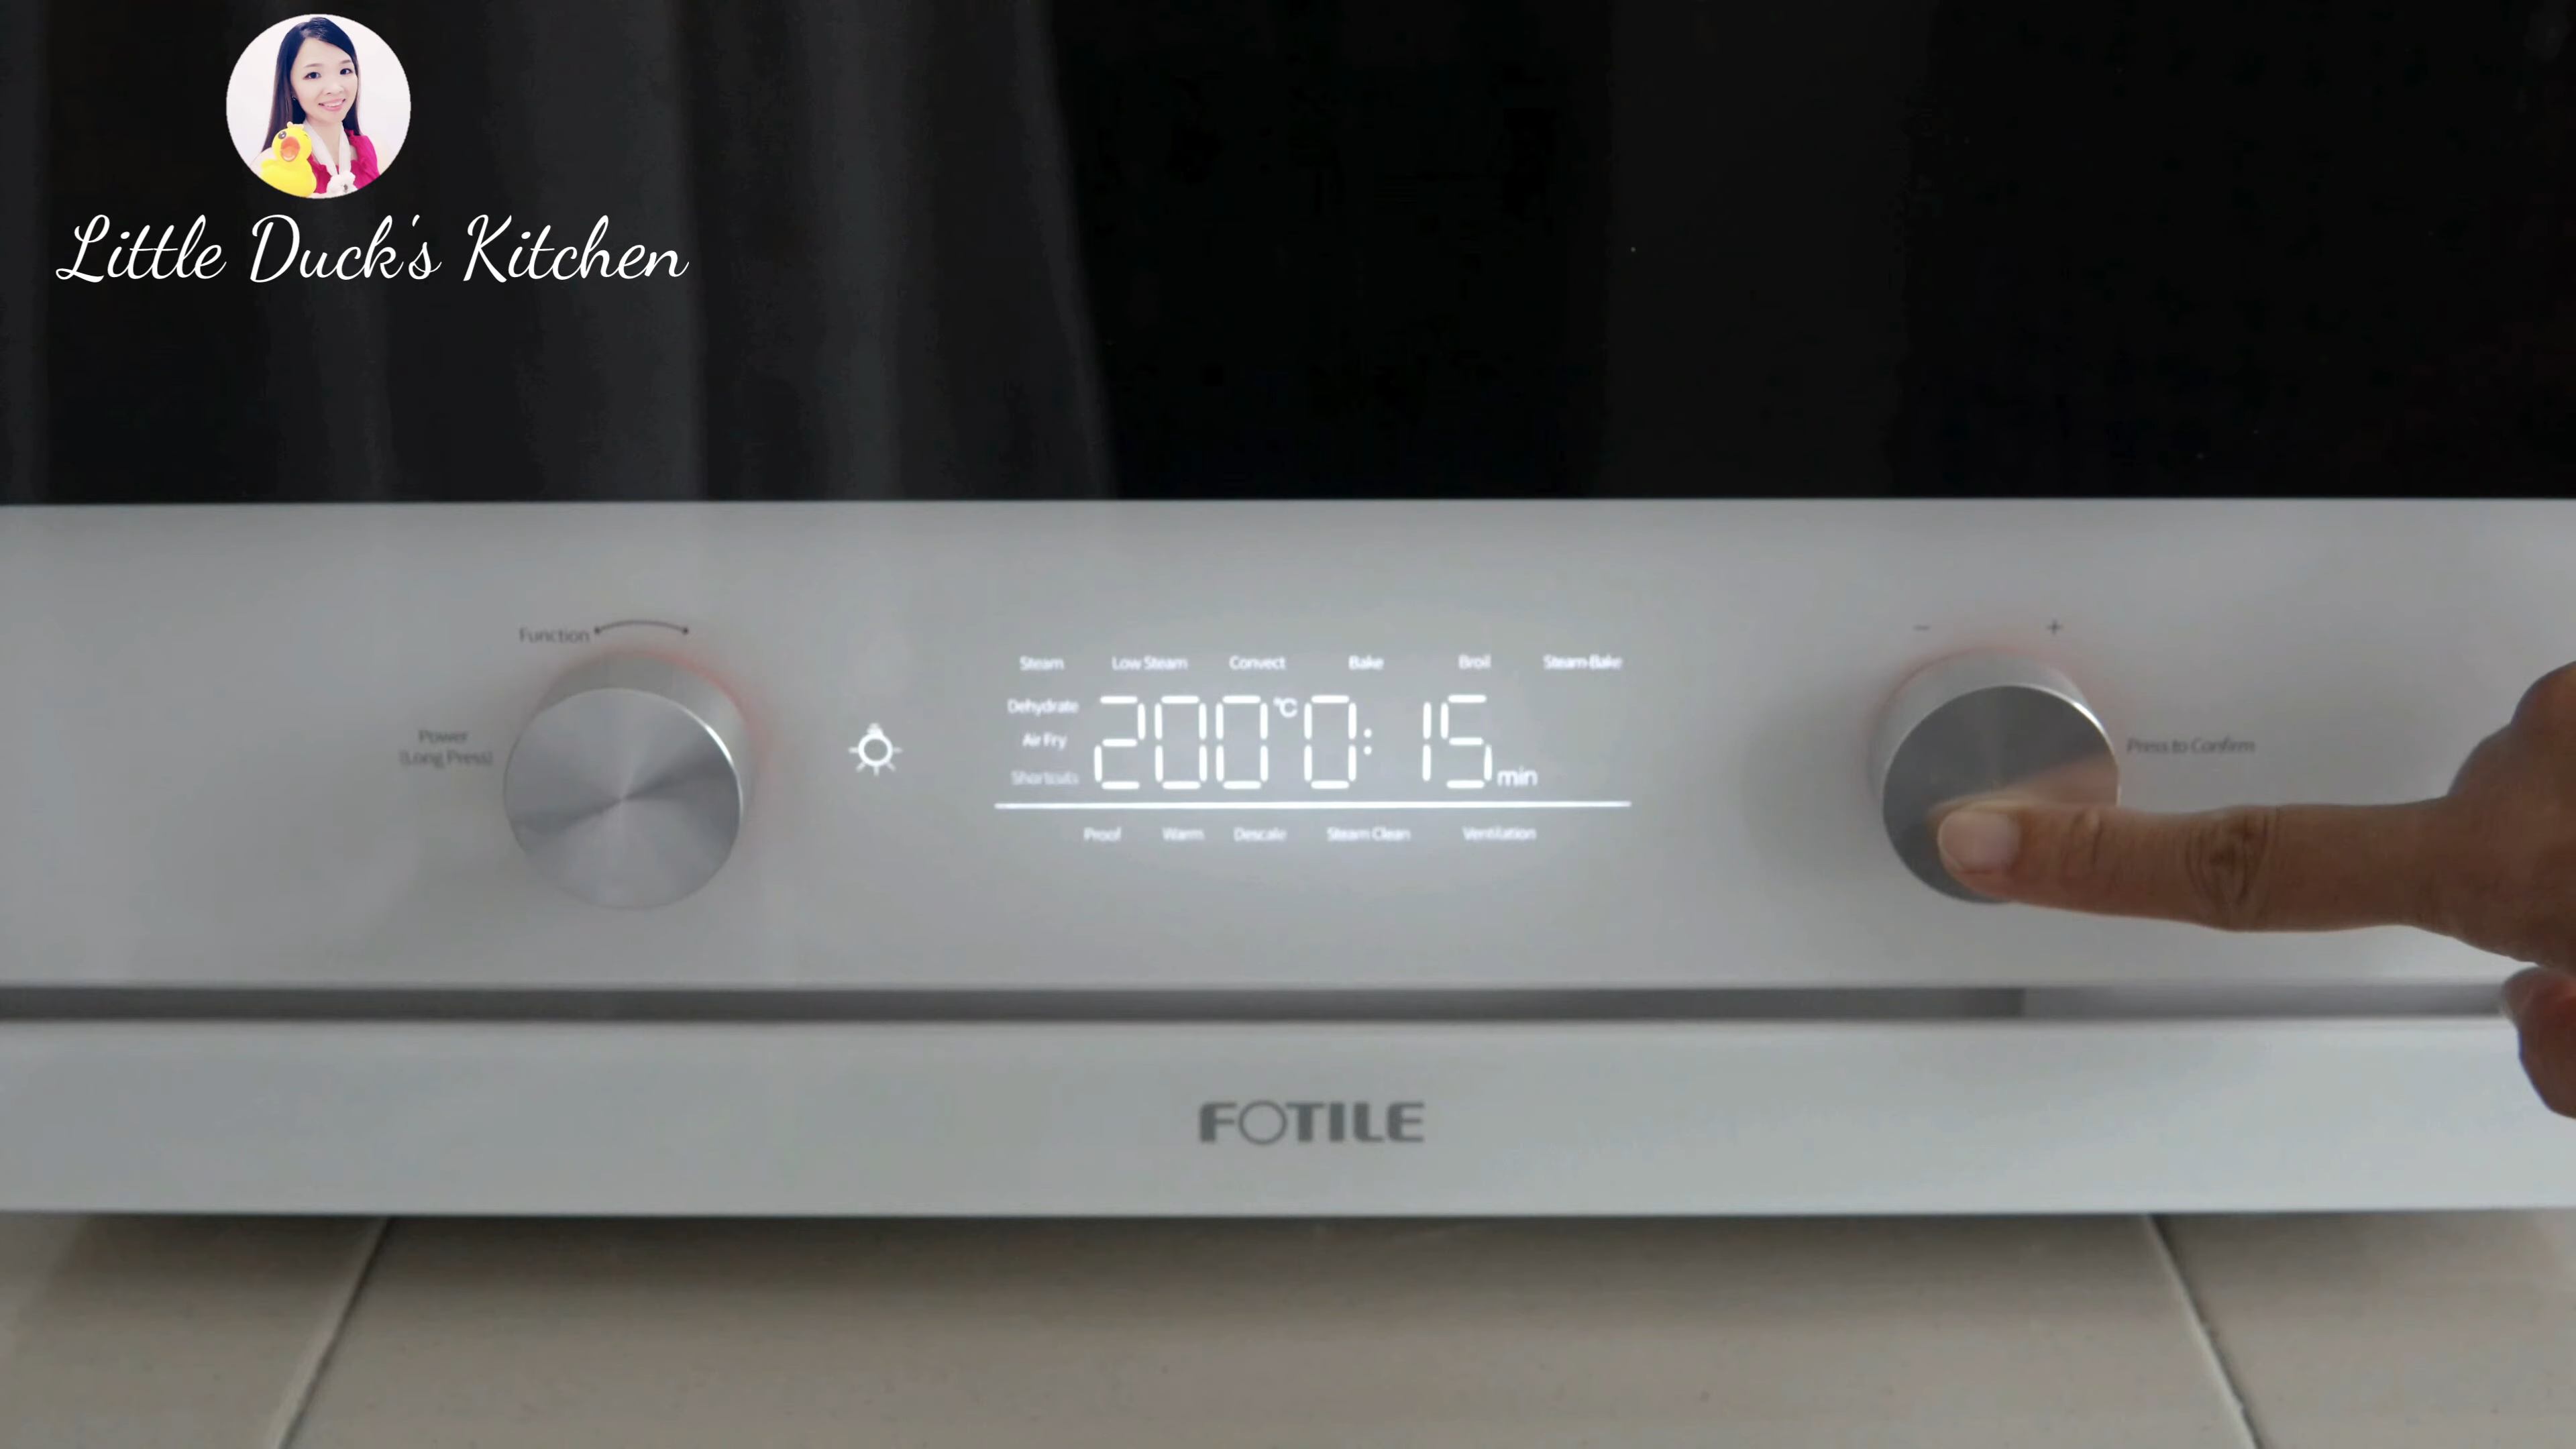 Little Duck's Kitchen
Function
Power
(Long Press)
Steam Low Steam Convect Bake Broil Steam-Bake
Dehydrate
Air Fry
Shortcuts
200°C 0:15 min
Proof Warm Descale Steam Clean Ventilation
- +
Press to Confirm
FOTILE